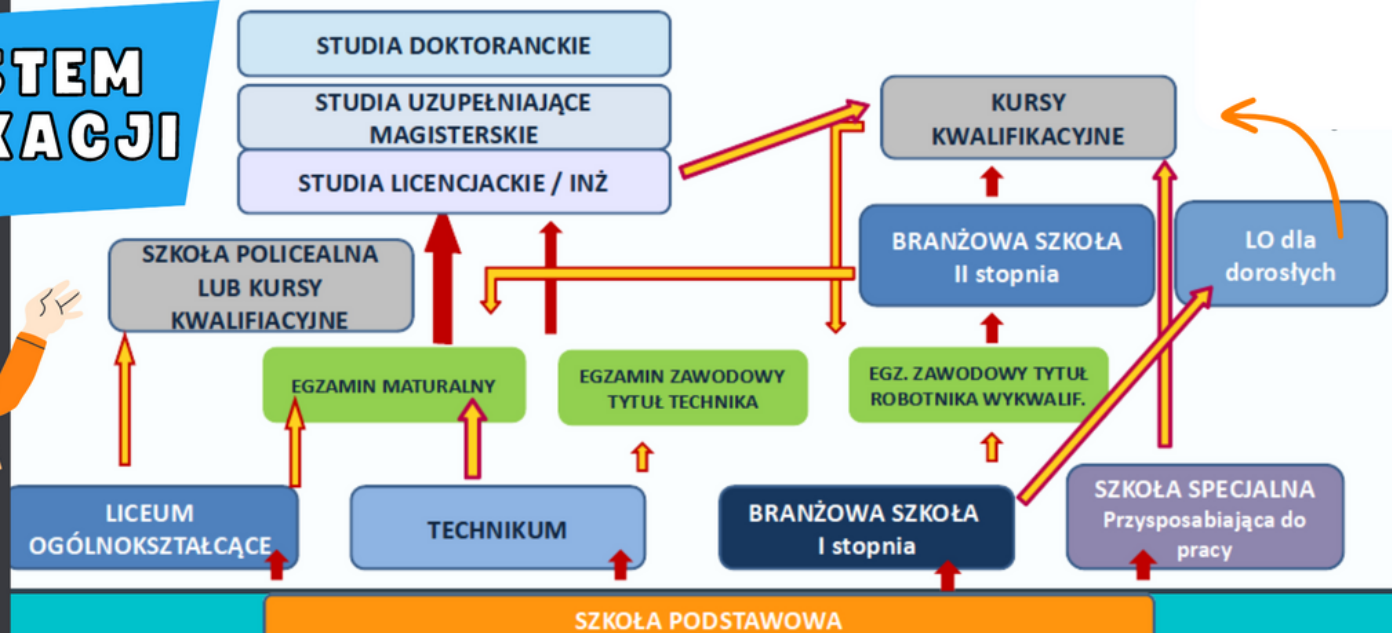 STEM
KACJI
STUDIA DOKTORANCKIE
STUDIA UZUPEŁNIAJĄCE
MAGISTERSKIE
STUDIA LICENCJACKIE / INŻ
KURSY
KWALIFIKACYJNE
SZKOŁA POLICEALNA
LUB KURSY
KWALIFIACYJNE
BRANŻOWA SZKOŁA
II stopnia
LO dla
dorosłych
EGZAMIN MATURALNY
EGZAMIN ZAWODOWY
TYTUŁ TECHNIKA
EGZ. ZAWODOWY TYTUŁ
ROBOTNIKA WYKWALIF.
LICEUM
OGÓLNOKSZTAŁCĄCE
TECHNIKUM
BRANŻOWA SZKOŁA
I stopnia
SZKOŁA SPECJALNA
Przysposabiająca do
pracy
SZKOŁA PODSTAWOWA